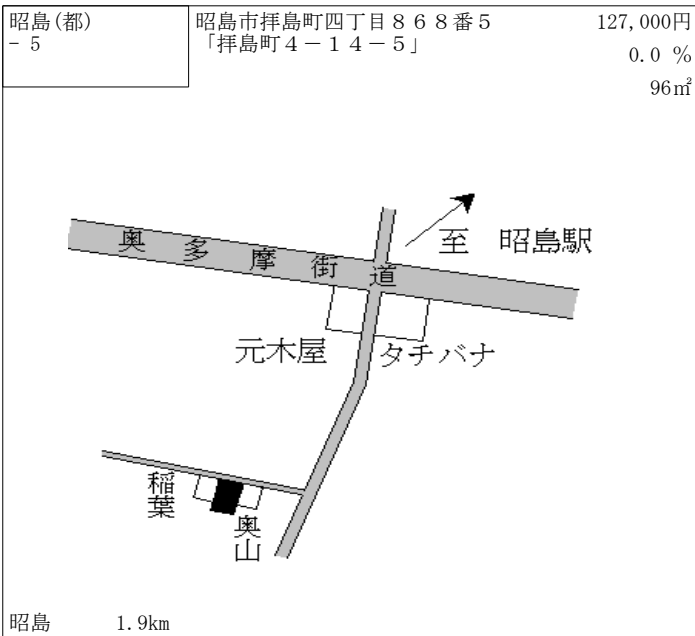 昭島(都)
- 5
昭島市拝島町四丁目８６８番５
「拝島町４－１４－５」
127,000円
0.0 %
96㎡
奥多摩街道
至 昭島駅
元木屋
タチバナ
稲葉
奥山
昭島 1.9km